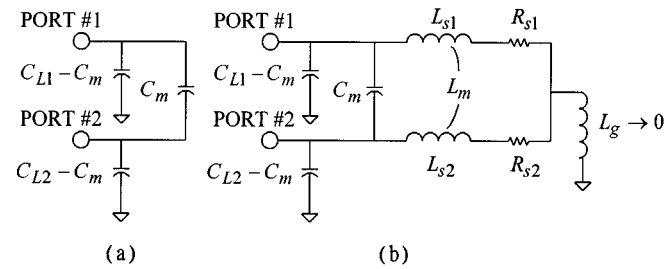 PORT #1
C_{L1} − C_m
C_m
PORT #2
C_{L2} − C_m
(a)
PORT #1
C_{L1} − C_m
C_m
PORT #2
C_{L2} − C_m
L_{s1}
R_{s1}
L_m
L_g → 0
L_{s2}
R_{s2}
(b)